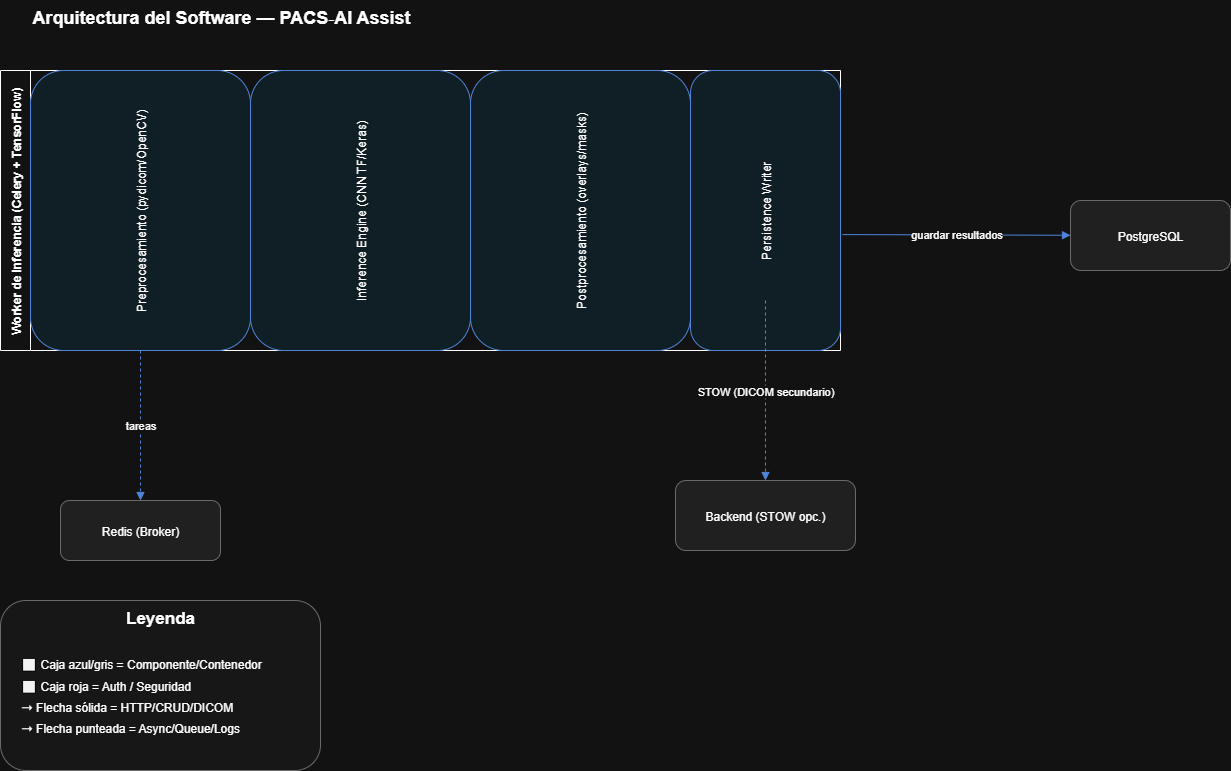 Arquitectura del Software — PACS-AI Assist
Worker de Inferencia (Celery + TensorFlow)
Preprocesamiento (pydicom/OpenCV)
Inference Engine (CNN TF/Keras)
Postprocesamiento (overlays/masks)
Persistence Writer
guardar resultados
PostgreSQL
STOW (DICOM secundario)
tareas
Redis (Broker)
Backend (STOW opc.)
Leyenda
Caja azul/gris = Componente/Contenedor
Caja roja = Auth / Seguridad
→ Flecha sólida = HTTP/CRUD/DICOM
→ Flecha punteada = Async/Queue/Logs